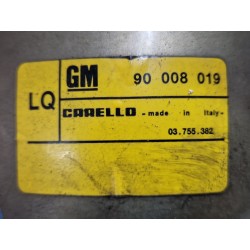 GM 90 008 019
LQ
CARELLO - made in Italy-
03.755.382